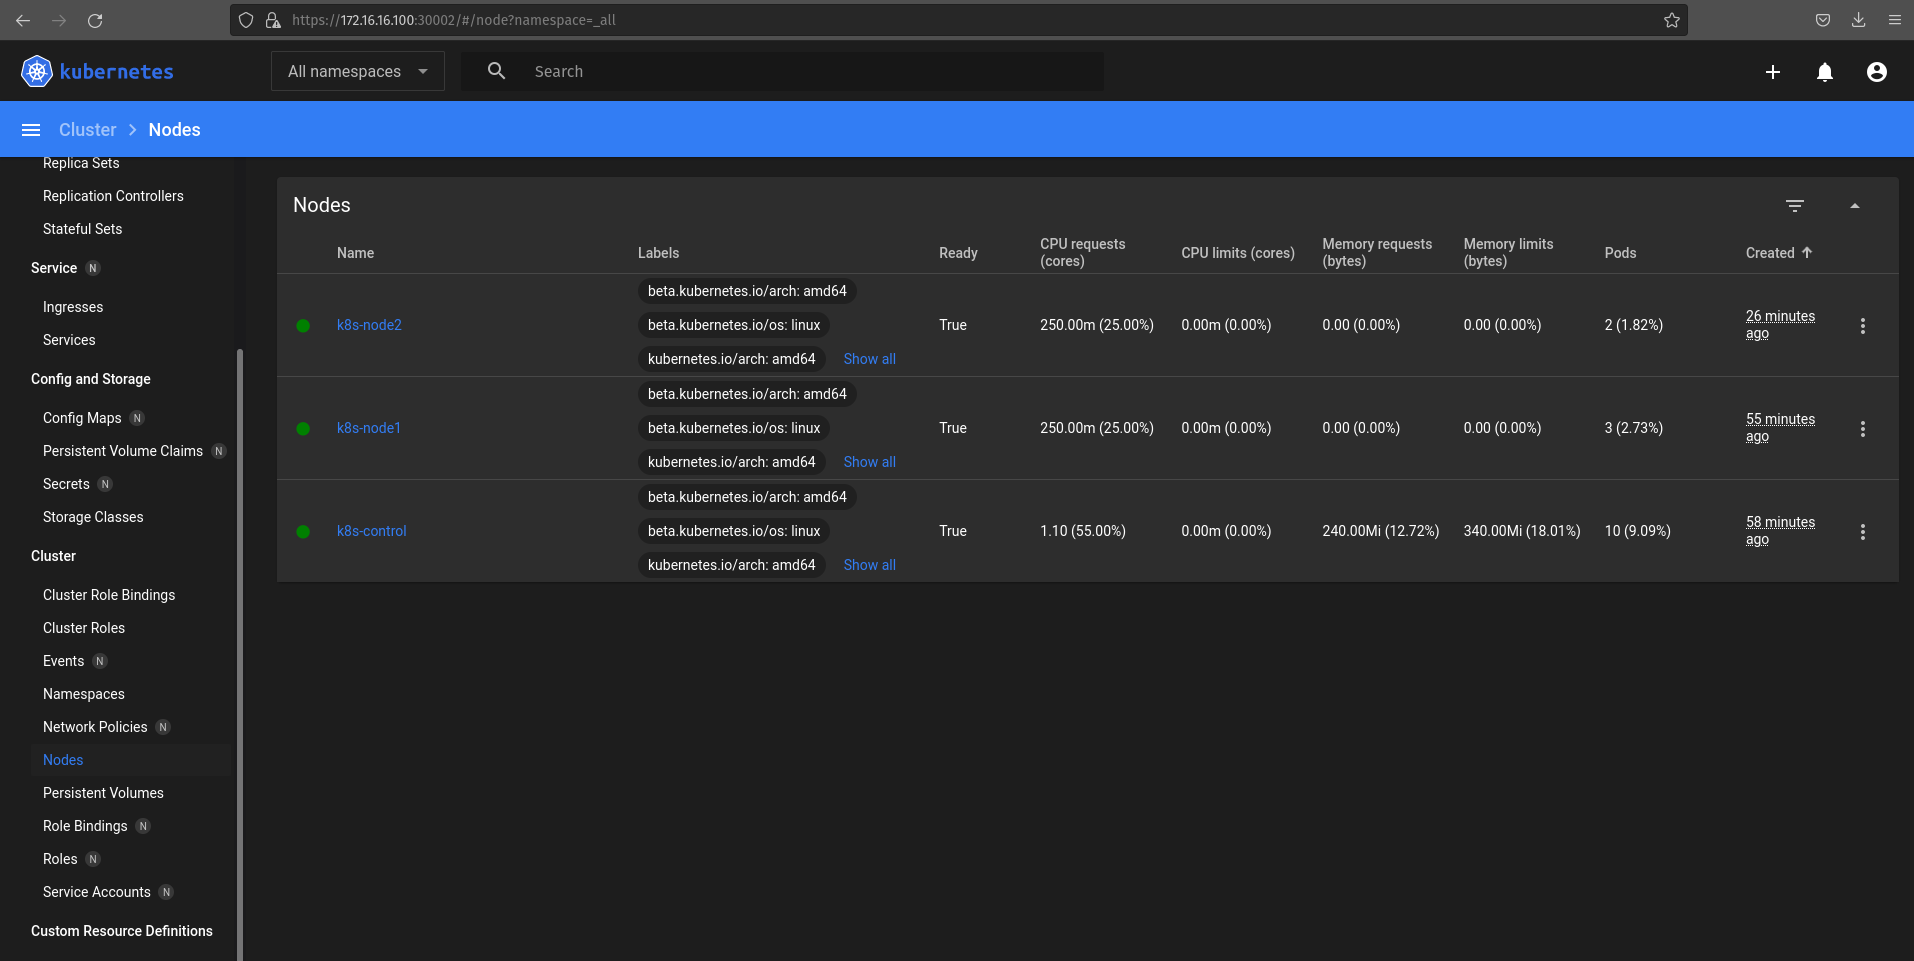 https://172.16.16.100:30002/#/node?namespace=_all
kubernetes
All namespaces
Search
Cluster
Nodes
Replica Sets
Replication Controllers
Stateful Sets
Service N
Ingresses
Services
Config and Storage
Config Maps N
Persistent Volume Claims N
Secrets N
Storage Classes
Cluster
Cluster Role Bindings
Cluster Roles
Events N
Namespaces
Network Policies N
Nodes
Persistent Volumes
Role Bindings N
Roles N
Service Accounts N
Custom Resource Definitions
Nodes
Name
Labels
Ready
CPU requests
(cores)
CPU limits (cores)
Memory requests
(bytes)
Memory limits
(bytes)
Pods
Created
k8s-node2
beta.kubernetes.io/arch: amd64
beta.kubernetes.io/os: linux
kubernetes.io/arch: amd64
Show all
True
250.00m (25.00%)
0.00m (0.00%)
0.00 (0.00%)
0.00 (0.00%)
2 (1.82%)
26 minutes
ago
k8s-node1
beta.kubernetes.io/arch: amd64
beta.kubernetes.io/os: linux
kubernetes.io/arch: amd64
Show all
True
250.00m (25.00%)
0.00m (0.00%)
0.00 (0.00%)
0.00 (0.00%)
3 (2.73%)
55 minutes
ago
k8s-control
beta.kubernetes.io/arch: amd64
beta.kubernetes.io/os: linux
kubernetes.io/arch: amd64
Show all
True
1.10 (55.00%)
0.00m (0.00%)
240.00Mi (12.72%)
340.00Mi (18.01%)
10 (9.09%)
58 minutes
ago